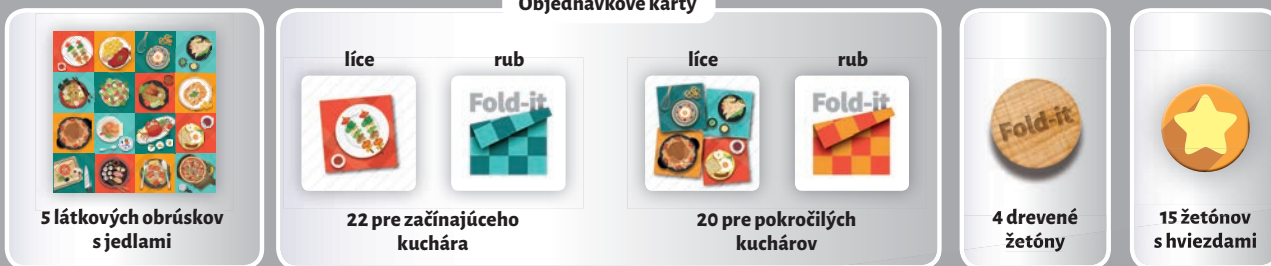 Objednávkové karty
líce
rub
líce
rub
Fold-it
Fold-it
Fold-it
5 látkových obrúskov
s jedlami
22 pre začínajúceho
kuchára
20 pre pokročilých
kuchárov
4 drevené
žetóny
15 žetónov
s hviezdami